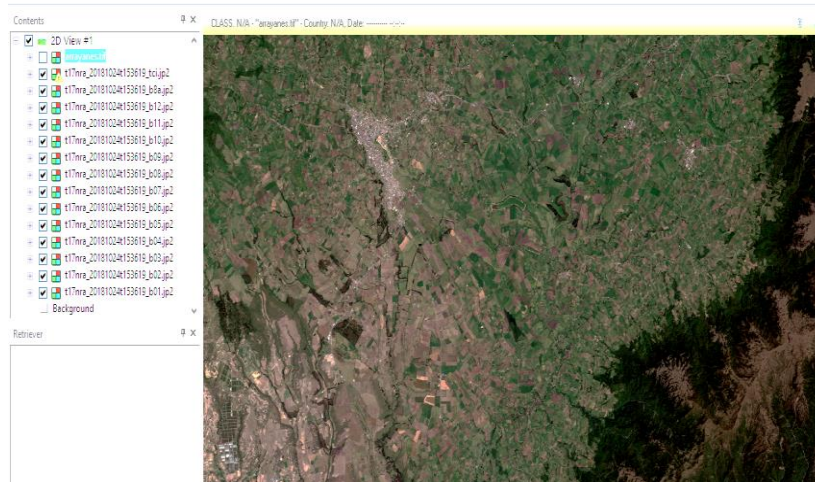 Contents
CLASS: N/A - "arrayanes.tif" - Country: N/A, Date: ---------- --:--:--
2D View #1
arrayanes.tif
t17nra_20181024t153619_tci.jp2
t17nra_20181024t153619_b8a.jp2
t17nra_20181024t153619_b12.jp2
t17nra_20181024t153619_b11.jp2
t17nra_20181024t153619_b10.jp2
t17nra_20181024t153619_b09.jp2
t17nra_20181024t153619_b08.jp2
t17nra_20181024t153619_b07.jp2
t17nra_20181024t153619_b06.jp2
t17nra_20181024t153619_b05.jp2
t17nra_20181024t153619_b04.jp2
t17nra_20181024t153619_b03.jp2
t17nra_20181024t153619_b02.jp2
t17nra_20181024t153619_b01.jp2
Background
Retriever